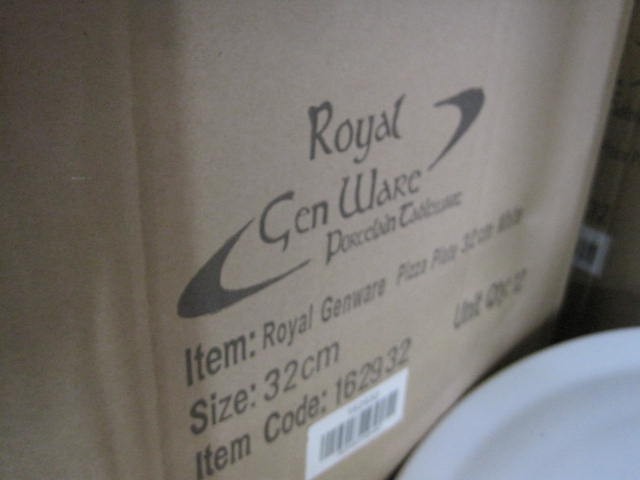 Royal
Gen Ware
Porcelain Tableware
Item: Royal Genware Pizza Plate 32cm White
Size: 32cm Unit Qty: 12
Item Code: 162932